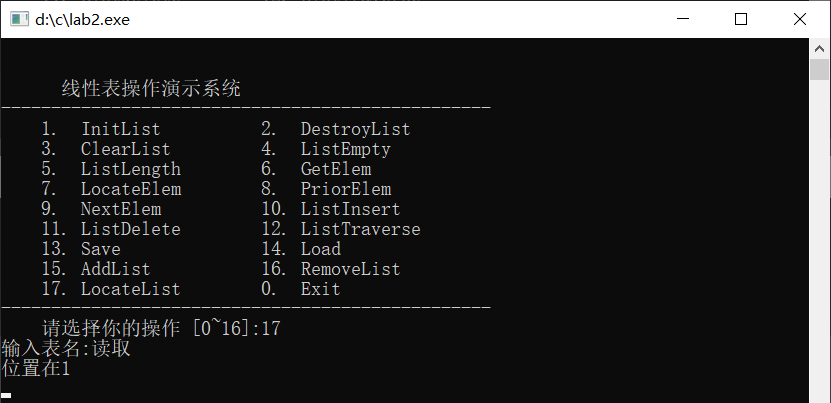 d:\c\lab2.exe
线性表操作演示系统
-------------------------------------------------
1. InitList 2. DestroyList
3. ClearList 4. ListEmpty
5. ListLength 6. GetElem
7. LocateElem 8. PriorElem
9. NextElem 10. ListInsert
11. ListDelete 12. ListTraverse
13. Save 14. Load
15. AddList 16. RemoveList
17. LocateList 0. Exit
-------------------------------------------------
请选择你的操作 [0~16]:17
输入表名:读取
位置在1